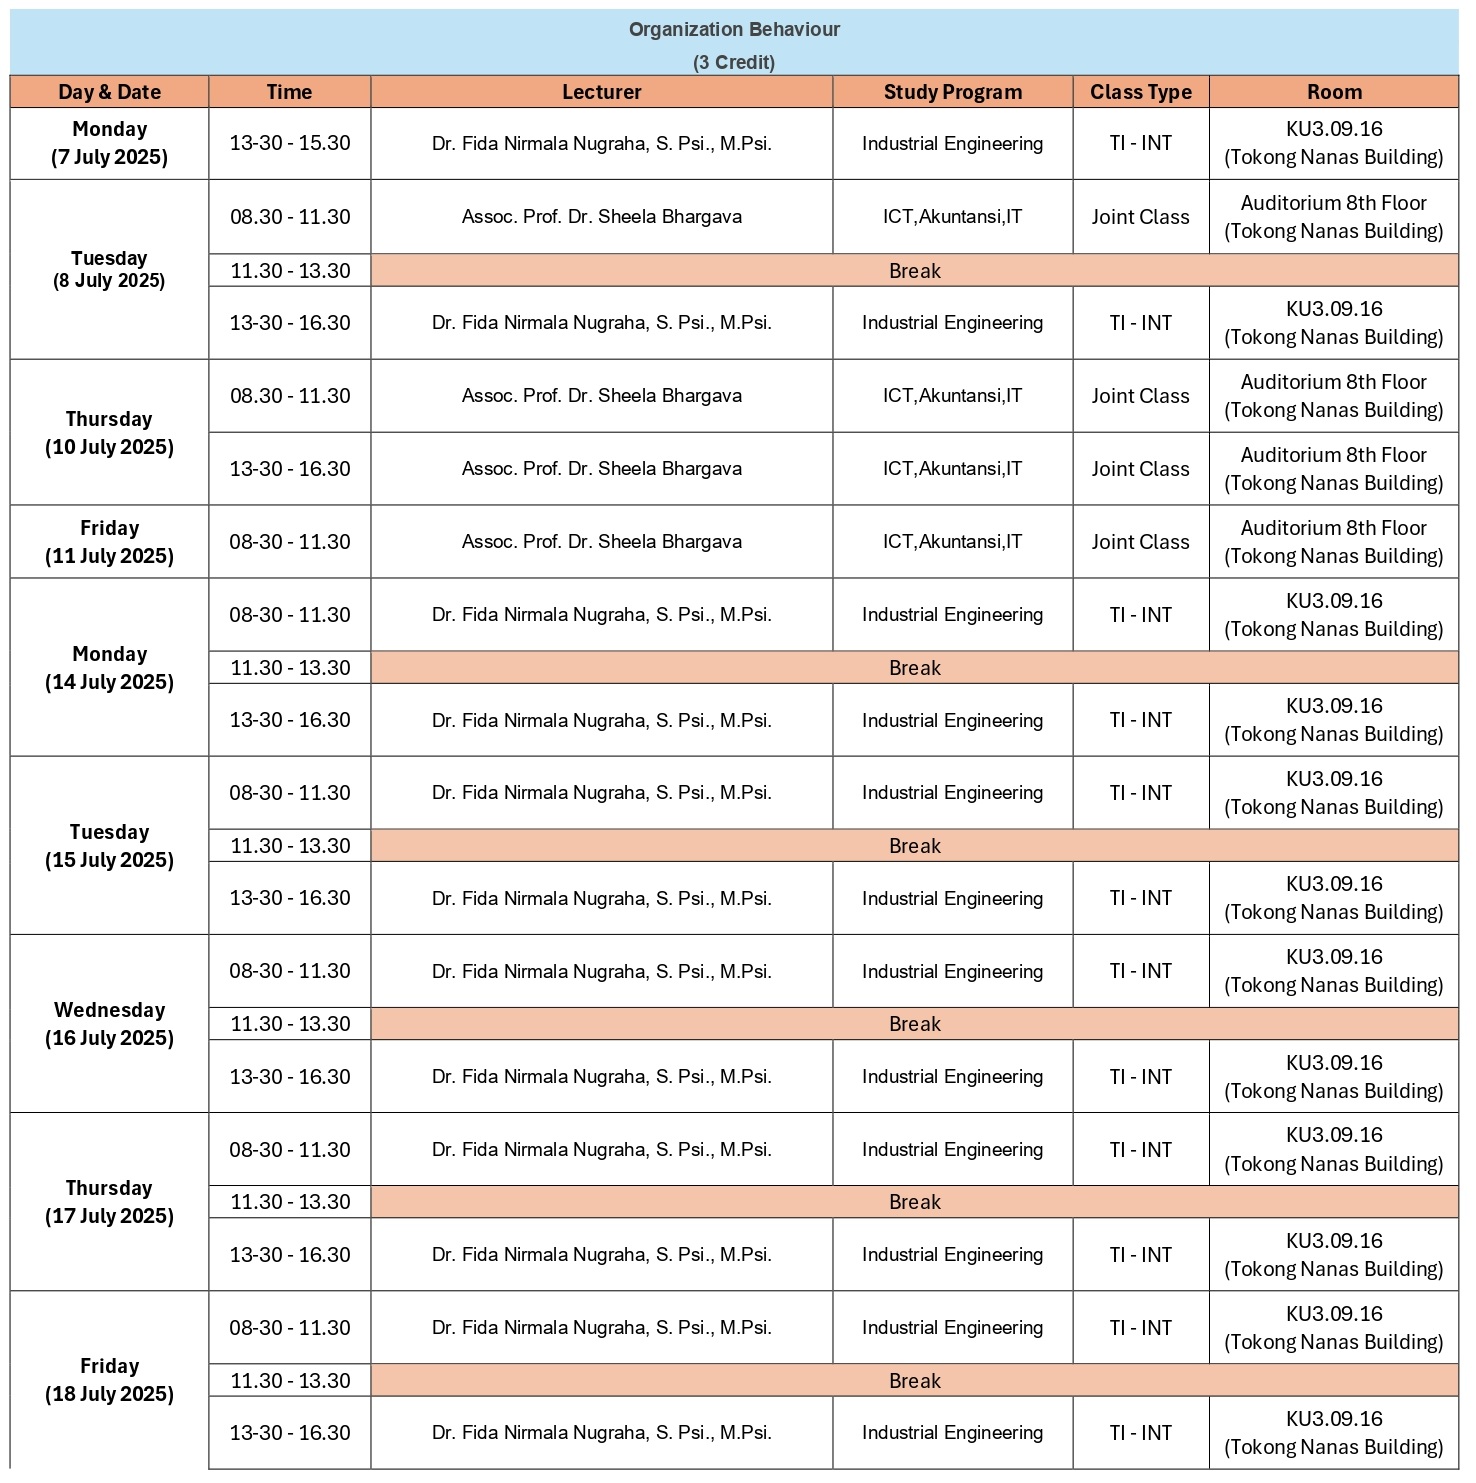 Organization Behaviour
(3 Credit)
Day & Date Time Lecturer Study Program Class Type Room
Monday
(7 July 2025)
13-30 - 15.30 Dr. Fida Nirmala Nugraha, S. Psi., M.Psi. Industrial Engineering TI - INT
KU3.09.16
(Tokong Nanas Building)
Tuesday
(8 July 2025)
08.30 - 11.30 Assoc. Prof. Dr. Sheela Bhargava ICT,Akuntansi,IT Joint Class
Auditorium 8th Floor
(Tokong Nanas Building)
11.30 - 13.30 Break
13-30 - 16.30 Dr. Fida Nirmala Nugraha, S. Psi., M.Psi. Industrial Engineering TI - INT
KU3.09.16
(Tokong Nanas Building)
Thursday
(10 July 2025)
08.30 - 11.30 Assoc. Prof. Dr. Sheela Bhargava ICT,Akuntansi,IT Joint Class
Auditorium 8th Floor
(Tokong Nanas Building)
13-30 - 16.30 Assoc. Prof. Dr. Sheela Bhargava ICT,Akuntansi,IT Joint Class
Auditorium 8th Floor
(Tokong Nanas Building)
Friday
(11 July 2025)
08-30 - 11.30 Assoc. Prof. Dr. Sheela Bhargava ICT,Akuntansi,IT Joint Class
Auditorium 8th Floor
(Tokong Nanas Building)
Monday
(14 July 2025)
08-30 - 11.30 Dr. Fida Nirmala Nugraha, S. Psi., M.Psi. Industrial Engineering TI - INT
KU3.09.16
(Tokong Nanas Building)
11.30 - 13.30 Break
13-30 - 16.30 Dr. Fida Nirmala Nugraha, S. Psi., M.Psi. Industrial Engineering TI - INT
KU3.09.16
(Tokong Nanas Building)
Tuesday
(15 July 2025)
08-30 - 11.30 Dr. Fida Nirmala Nugraha, S. Psi., M.Psi. Industrial Engineering TI - INT
KU3.09.16
(Tokong Nanas Building)
11.30 - 13.30 Break
13-30 - 16.30 Dr. Fida Nirmala Nugraha, S. Psi., M.Psi. Industrial Engineering TI - INT
KU3.09.16
(Tokong Nanas Building)
Wednesday
(16 July 2025)
08-30 - 11.30 Dr. Fida Nirmala Nugraha, S. Psi., M.Psi. Industrial Engineering TI - INT
KU3.09.16
(Tokong Nanas Building)
11.30 - 13.30 Break
13-30 - 16.30 Dr. Fida Nirmala Nugraha, S. Psi., M.Psi. Industrial Engineering TI - INT
KU3.09.16
(Tokong Nanas Building)
Thursday
(17 July 2025)
08-30 - 11.30 Dr. Fida Nirmala Nugraha, S. Psi., M.Psi. Industrial Engineering TI - INT
KU3.09.16
(Tokong Nanas Building)
11.30 - 13.30 Break
13-30 - 16.30 Dr. Fida Nirmala Nugraha, S. Psi., M.Psi. Industrial Engineering TI - INT
KU3.09.16
(Tokong Nanas Building)
Friday
(18 July 2025)
08-30 - 11.30 Dr. Fida Nirmala Nugraha, S. Psi., M.Psi. Industrial Engineering TI - INT
KU3.09.16
(Tokong Nanas Building)
11.30 - 13.30 Break
13-30 - 16.30 Dr. Fida Nirmala Nugraha, S. Psi., M.Psi. Industrial Engineering TI - INT
KU3.09.16
(Tokong Nanas Building)